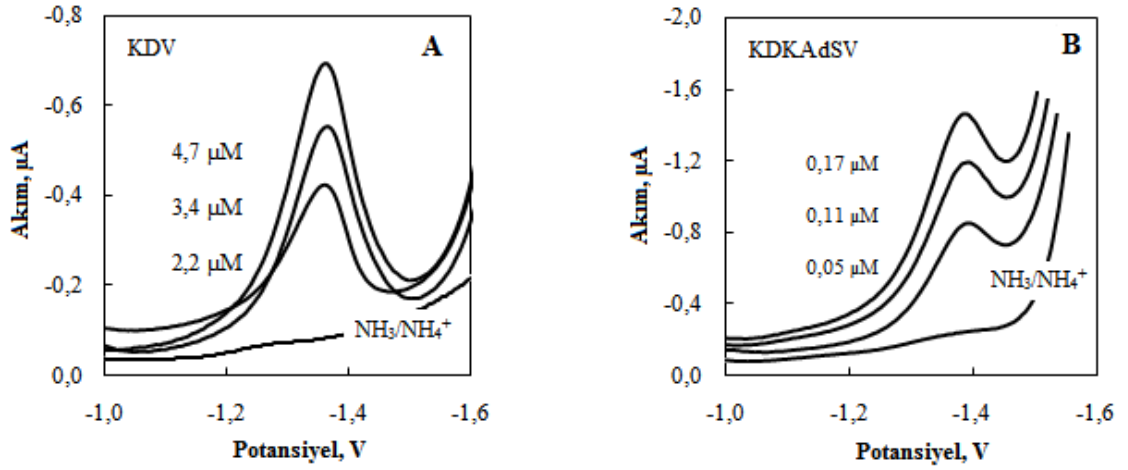 -0,8
KDV
A
-0,6
4,7 µM
-0,4
3,4 µM
2,2 µM
-0,2
NH₃/NH₄⁺
0,0
-1,0
-1,2
-1,4
-1,6
Akım, µA
Potansiyel, V
-2,0
KDKAdSV
B
-1,6
-1,2
0,17 µM
0,11 µM
-0,8
0,05 µM
NH₃/NH₄⁺
-0,4
0,0
-1,0
-1,2
-1,4
-1,6
Akım, µA
Potansiyel, V